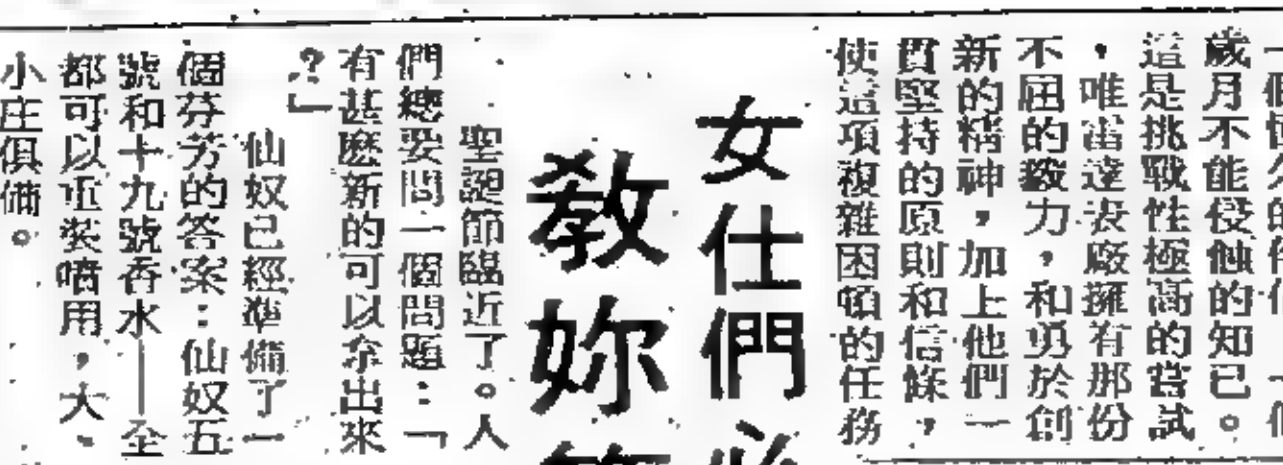 歲月不能侵蝕的知己。
這是挑戰性極高的嘗試
，唯雷達表廠擁有那份
不屈的毅力，和勇於創
新的精神，加上他們一
貫堅持的原則和信條，
使這項複雜困頓的任務
女仕們
教妳
聖誕節臨近了。人
們總要問一個問題：「
有甚麽新的可以拿出來
？」
仙奴已經準備了一
個芬芳的答案：仙奴五
號和十九號香水──全
都可以重裝噴用，大、
小庄俱備。